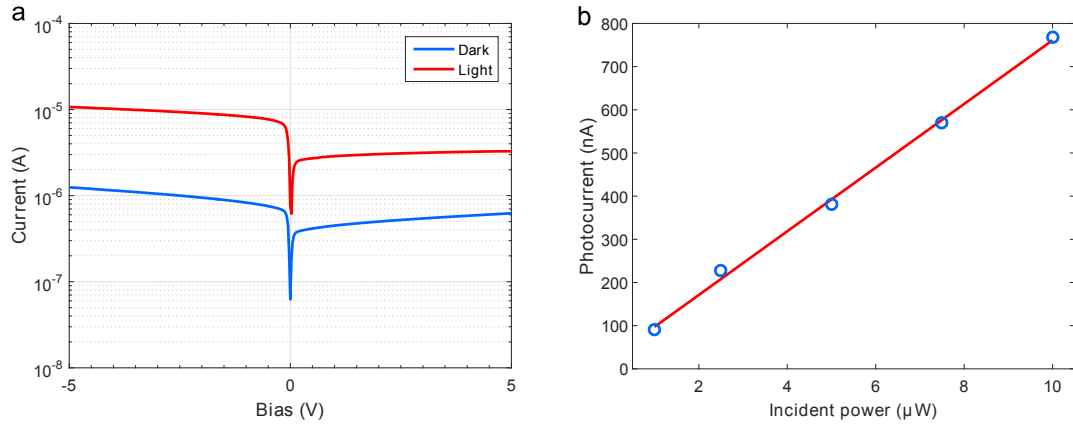 a
10^-4
10^-5
10^-6
10^-7
10^-8
Current (A)
-5
0
5
Bias (V)
Dark
Light
b
800
700
600
500
400
300
200
100
0
Photocurrent (nA)
2
4
6
8
10
Incident power (µW)